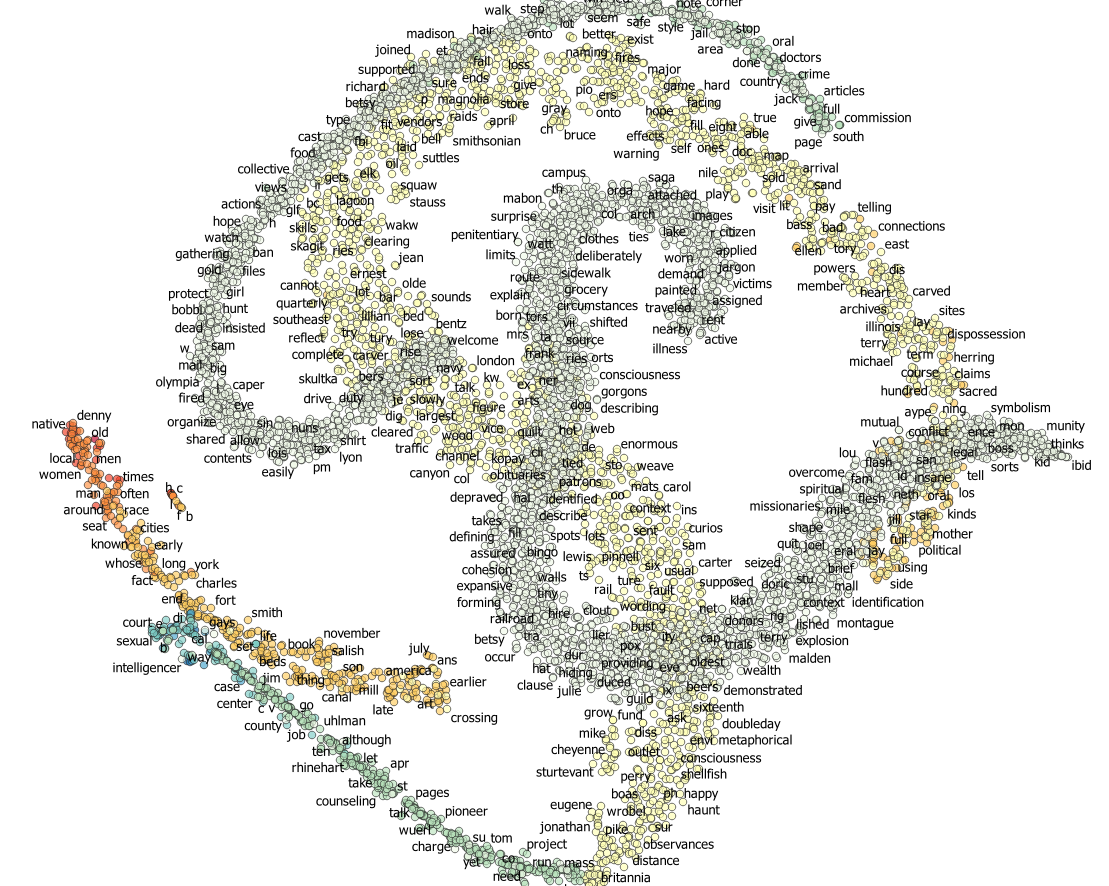 note corner
walk step lot seem safe style jail stop
madison hair onto better exist area oral
joined et naming fires done doctors
supported fall loss major country crime
richard sure ends give pio ers game hard jack articles
betsy p magnolia store gray onto hope facing give full commission
type fit vendors raids april ch bruce effects fill eight true able page south
cast fbi laid bell smithsonian warning self ones doc map
food oil suttles
collective gets elk campus saga nile sold arrival
views li squaw th orga attached play sand
actions glf bc lagoon stauss mabon col arch images visit lit pay telling
hope h skills food wakw surprise lake citizen bass bad connections
watch skagit ries clearing penitentiary watt clothes ties worn applied ellen tory east
gathering ban jean limits deliberately demand jargon powers dis
gold files cannot ernest olde route sidewalk painted victims member heart carved
protect girl quarterly lot bar sounds explain grocery traveled assigned archives sites
bobbi hunt southeast lillian bed bentz born tors circumstances rent illinois lay
dead insisted reflect try tury lose welcome mrs vit shifted nearby active terry dispossession
w sam complete carver rise ta source illness michael term herring
mail big navy london frank ries orts course claims
olympia caper skultka bers sort talk kw ex ner consciousness hundred sacred
fired eye drive duty je slowly figure arts dog gorgons aype ning symbolism
organize sin nuns dig largest vice quilt hot web describing mutual conflict ence mon munity
denny shared allow lois tax shirt cleared wood cli de enormous v legal boss thinks
native old contents easily pm lyon traffic channel kopay tied sto weave lou flash san sorts kid ibid
local men canyon col obituaries patrons mats carol overcome fam id insane tell
women times h c depraved hal identified oo context ins spiritual flesh neth oral los
man often f b takes describe curios missionaries mile star kinds
around race defining hir spots lots sent shape jill mother
seat cities assured bingo lewis pinnell sam quit joel full political
known early cohesion six usual carter seized eral jay using
whose long york expansive walls ts ture supposed doric stu brief side
fact charles forming tiny rail fault klan mall
end fort hire clout wording net context identification
court di gays smith railroad donors ng lished montague
sexual cal life november betsy tra ller bust ity cap trials terry explosion
b set book salish july occur dur pox oldest malden
intelligencer way beds son america ans hat hiding providing eve wealth
case jim thing mill earlier clause julie duced guild ix beers demonstrated
center c v go canal late art crossing grow fund ask sixteenth
county uhlman mike diss doubleday
job although cheyenne outlet env metaphorical
ten let apr sturtevant consciousness
rhinehart take st perry shellfish
counseling pages boas ph happy
talk pioneer eugene wrobel haunt
wuerl su tom jonathan pike sur
charge project observances
yet co run mass distance
need britannia